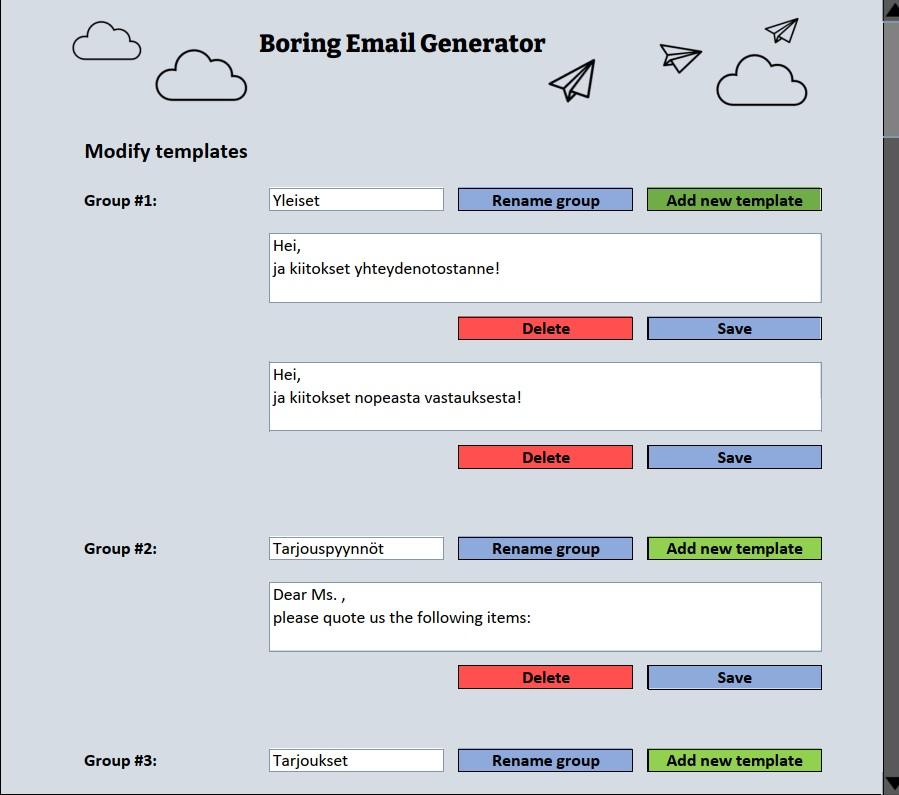 Boring Email Generator
Modify templates
Group #1: Yleiset Rename group Add new template
Hei,
ja kiitokset yhteydenotostanne!
Delete Save
Hei,
ja kiitokset nopeasta vastauksesta!
Delete Save
Group #2: Tarjouspyynnöt Rename group Add new template
Dear Ms. ,
please quote us the following items:
Delete Save
Group #3: Tarjoukset Rename group Add new template